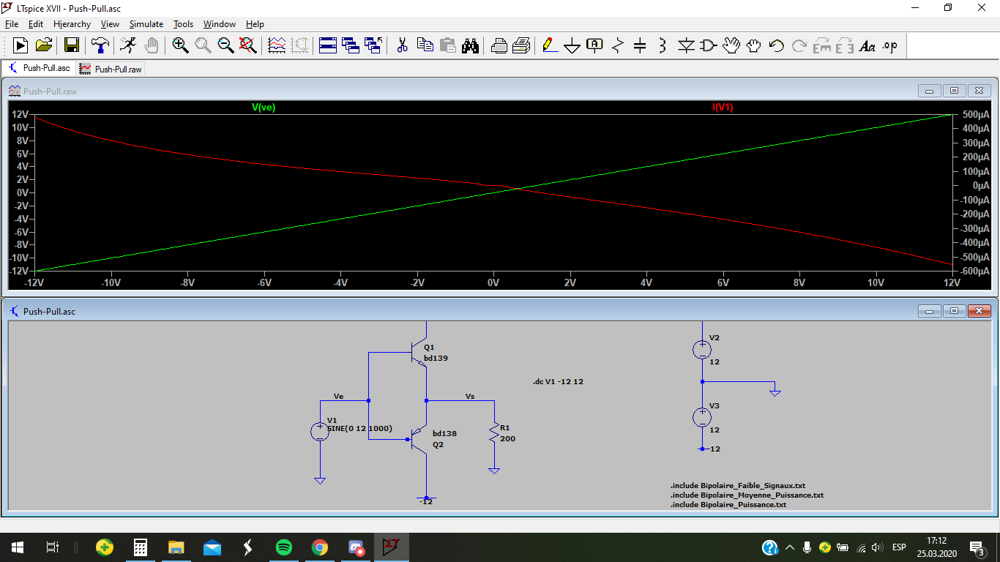 LTspice XVII - Push-Pull.asc
File Edit Hierarchy View Simulate Tools Window Help
Aa .op
Push-Pull.asc Push-Pull.raw
Push-Pull.raw
V(ve) I(V1)
12V 500µA
10V 400µA
8V 300µA
6V 200µA
4V 100µA
2V 0µA
0V -100µA
-2V -200µA
-4V -300µA
-6V -400µA
-8V -500µA
-10V -600µA
-12V
-12V -10V -8V -6V -4V -2V 0V 2V 4V 6V 8V 10V 12V
Push-Pull.asc
Q1
bd139
V2
12
.dc V1 -12 12
Ve Vs
V1
SINE(0 12 1000)
bd138
Q2
R1
200
V3
12
-12
-12
.include Bipolaire_Faible_Signaux.txt
.include Bipolaire_Moyenne_Puissance.txt
.include Bipolaire_Puissance.txt
ESP
17:12
25.03.2020
3